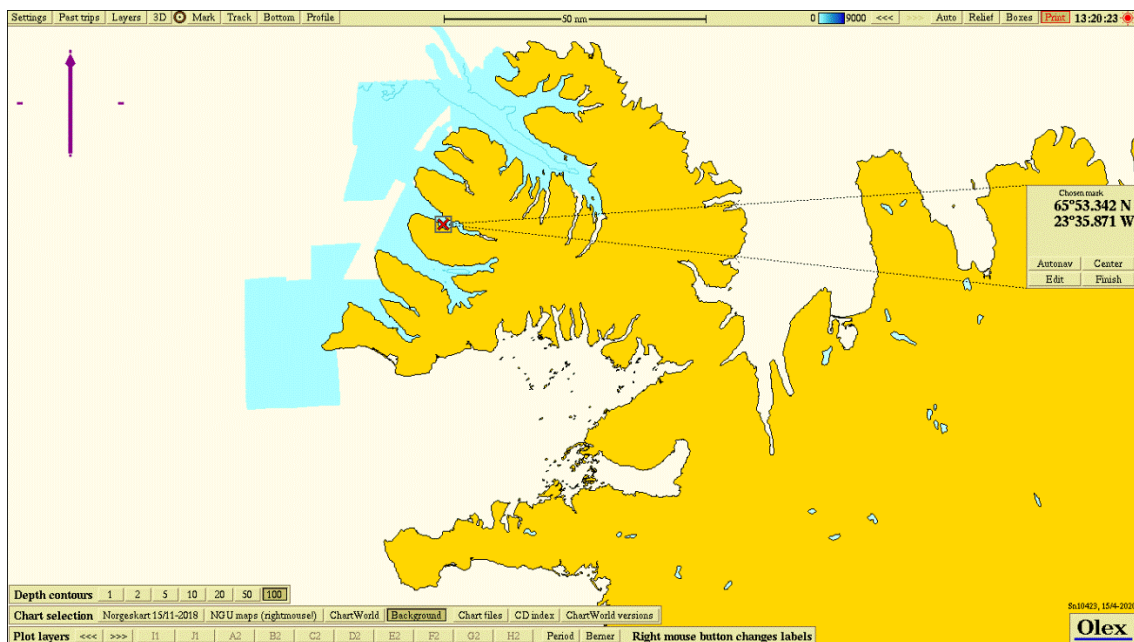 Settings Past trips Layers 3D Mark Track Bottom Profile 50 nm 0 9000 <<< >>> Auto Relief Boxes Print 13:20:23
Chosen mark
65°53.342 N
23°35.871 W
Autonav Center
Edit Finish
Depth contours 1 2 5 10 20 50 100
Chart selection Norgeskart 15/11-2018 NGU maps (rightmouse!) ChartWorld Background Chart files CD index ChartWorld versions
Sn10423, 15/4-2020
Plot layers <<< >>> I1 J1 A2 B2 C2 D2 E2 F2 G2 H2 Period Berner Right mouse button changes labels
Olex